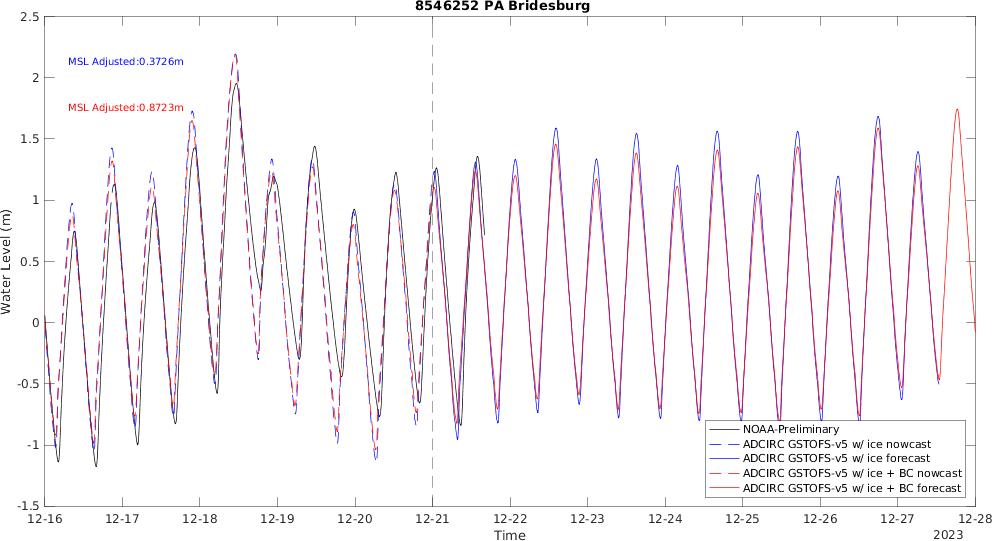 8546252 PA Bridesburg
MSL Adjusted:0.3726m
MSL Adjusted:0.8723m
Water Level (m)
2.5
2
1.5
1
0.5
0
-0.5
-1
-1.5
NOAA-Preliminary
ADCIRC GSTOFS-v5 w/ ice nowcast
ADCIRC GSTOFS-v5 w/ ice forecast
ADCIRC GSTOFS-v5 w/ ice + BC nowcast
ADCIRC GSTOFS-v5 w/ ice + BC forecast
12-16 12-17 12-18 12-19 12-20 12-21 12-22 12-23 12-24 12-25 12-26 12-27 12-28
Time
2023